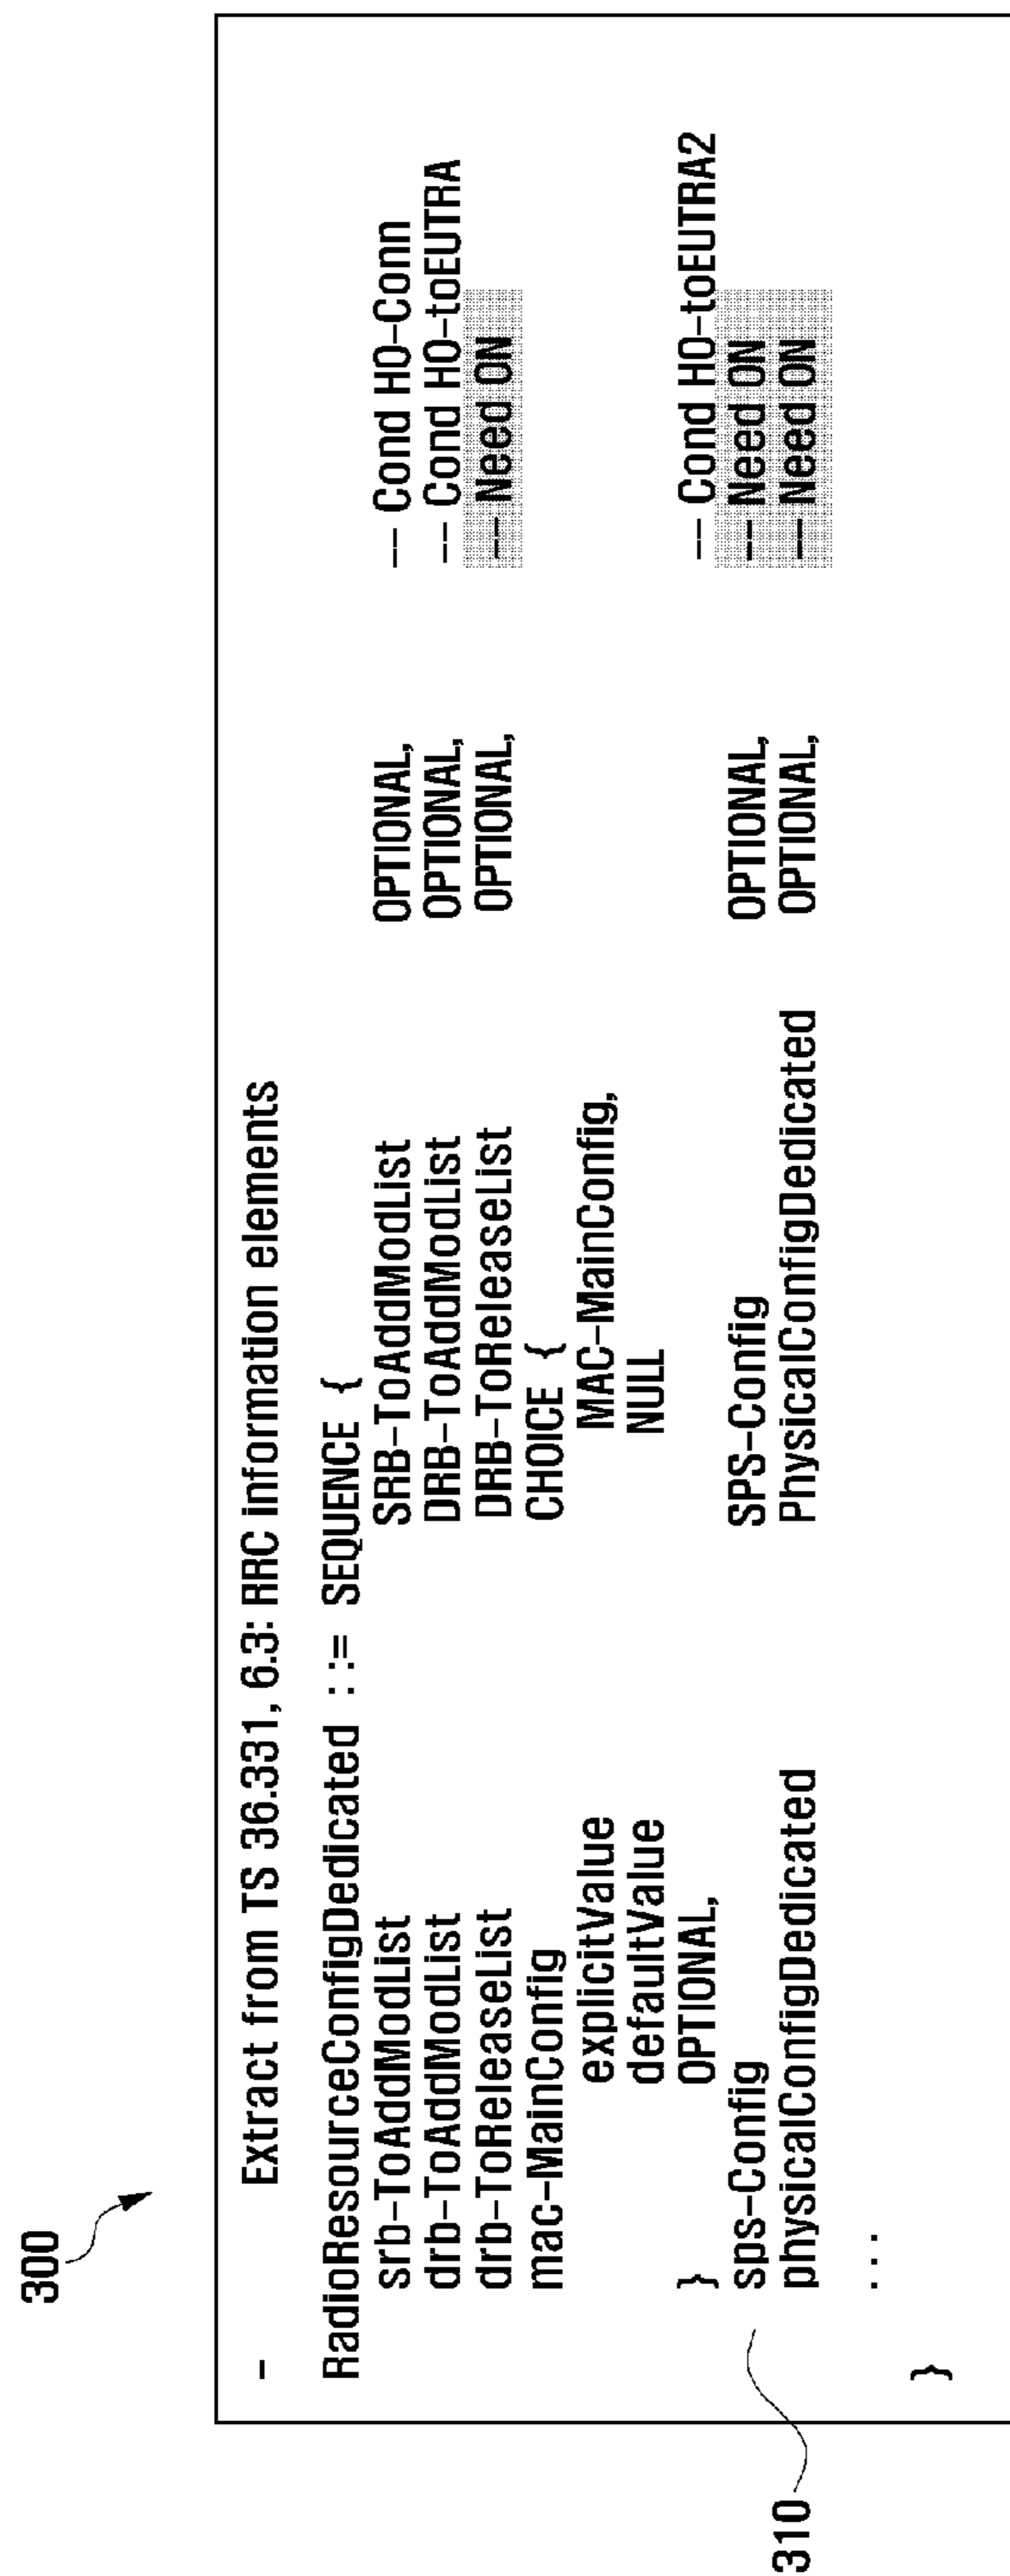 300
- Extract from TS 36.331, 6.3: RRC information elements
RadioResourceConfigDedicated ::= SEQUENCE {
srb-ToAddModList SRB-ToAddModList OPTIONAL, -- Cond HO-Conn
drb-ToAddModList DRB-ToAddModList OPTIONAL, -- Cond HO-toEUTRA
drb-ToReleaseList DRB-ToReleaseList OPTIONAL, -- Need ON
mac-MainConfig CHOICE {
explicitValue MAC-MainConfig,
defaultValue NULL
} OPTIONAL, -- Cond HO-toEUTRA2
310 sps-Config SPS-Config OPTIONAL, -- Need ON
physicalConfigDedicated PhysicalConfigDedicated OPTIONAL, -- Need ON
...
}